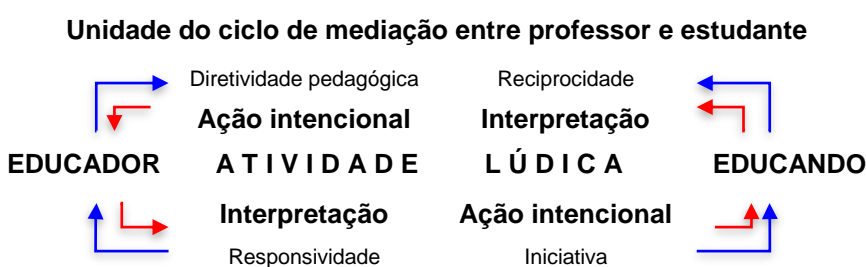 Unidade do ciclo de mediação entre professor e estudante
Diretividade pedagógica Reciprocidade
Ação intencional Interpretação
EDUCADOR A T I V I D A D E L Ú D I C A EDUCANDO
Interpretação Ação intencional
Responsividade Iniciativa